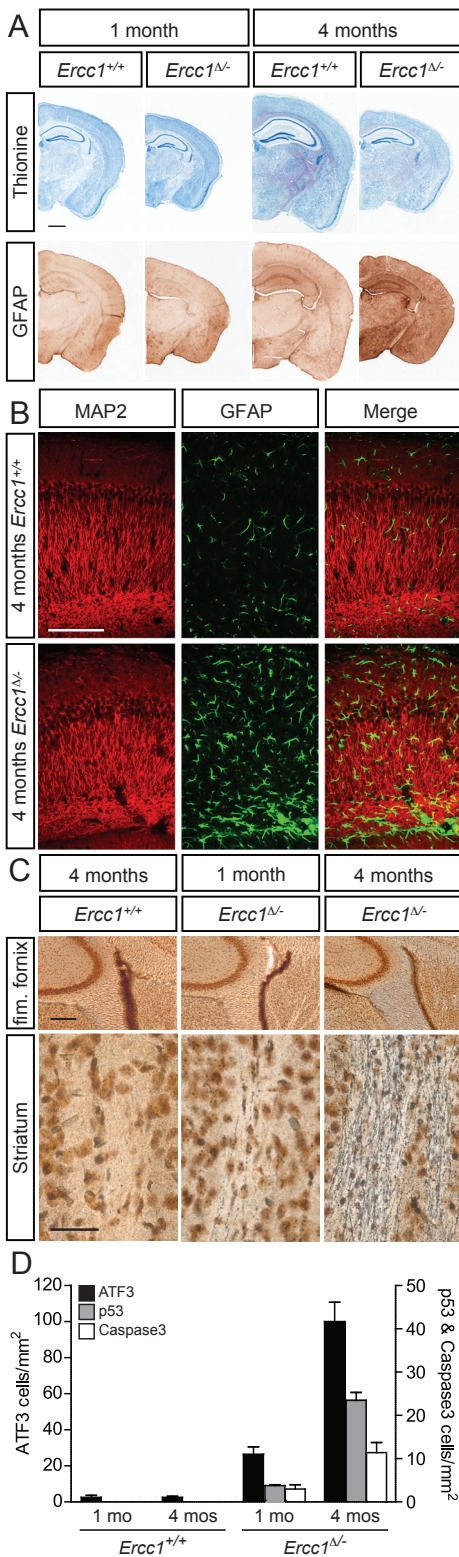 A
1 month 4 months
Ercc1+/+ Ercc1Δ/- Ercc1+/+ Ercc1Δ/-
Thionine
GFAP
B
MAP2 GFAP Merge
4 months Ercc1+/+
4 months Ercc1Δ/-
C
4 months 1 month 4 months
Ercc1+/+ Ercc1Δ/- Ercc1Δ/-
fim. fornix
Striatum
D
ATF3
p53
Caspase3
ATF3 cells/mm²
120
100
80
60
40
20
0
p53 & Caspase3 cells/mm²
50
40
30
20
10
0
1 mo 4 mos 1 mo 4 mos
Ercc1+/+ Ercc1Δ/-